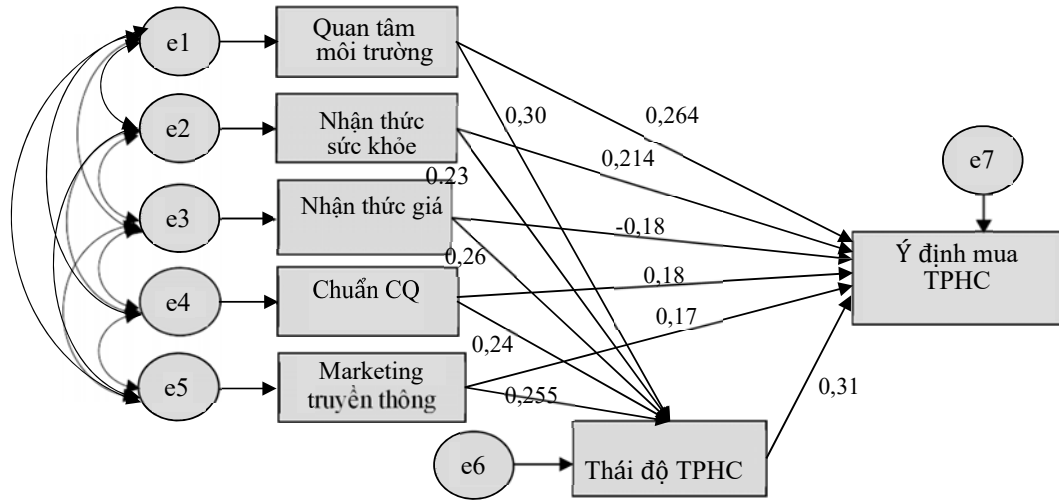 e1
Quan tâm
môi trường
e2
Nhận thức
sức khỏe
e3
Nhận thức giá
e4
Chuẩn CQ
e5
Marketing
truyền thông
0,30
0,264
0,214
0.23
-0,18
0,26
0,18
0,17
0,24
0,255
0,31
e7
Ý định mua
TPHC
e6
Thái độ TPHC